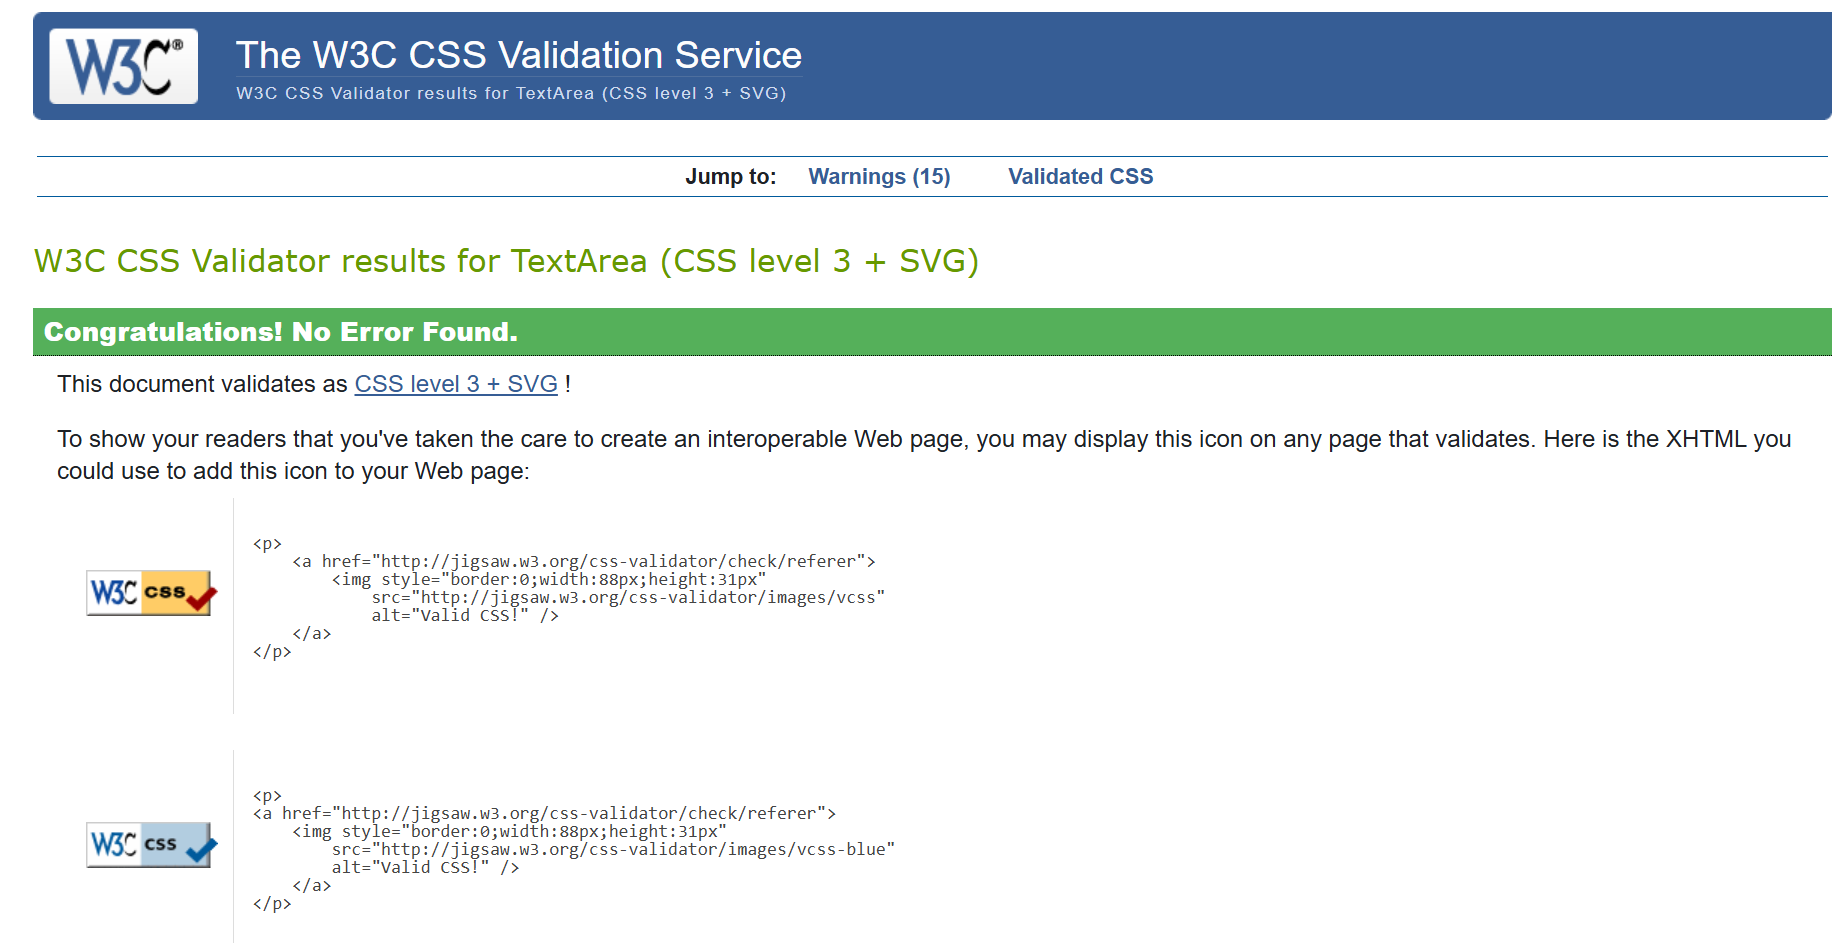 W3C®
The W3C CSS Validation Service
W3C CSS Validator results for TextArea (CSS level 3 + SVG)
Jump to: Warnings (15) Validated CSS
W3C CSS Validator results for TextArea (CSS level 3 + SVG)
Congratulations! No Error Found.
This document validates as CSS level 3 + SVG !
To show your readers that you've taken the care to create an interoperable Web page, you may display this icon on any page that validates. Here is the XHTML you
could use to add this icon to your Web page:
W3C css
<p>
    <a href="http://jigsaw.w3.org/css-validator/check/referer">
        <img style="border:0;width:88px;height:31px"
            src="http://jigsaw.w3.org/css-validator/images/vcss"
            alt="Valid CSS!" />
    </a>
</p>
W3C css
<p>
<a href="http://jigsaw.w3.org/css-validator/check/referer">
    <img style="border:0;width:88px;height:31px"
        src="http://jigsaw.w3.org/css-validator/images/vcss-blue"
        alt="Valid CSS!" />
    </a>
</p>